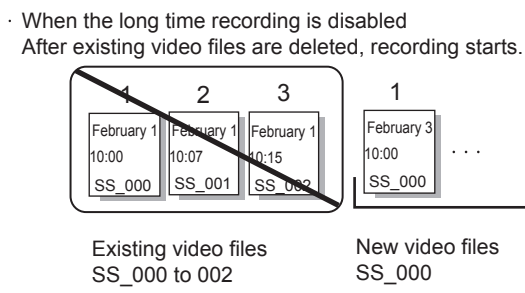 · When the long time recording is disabled
After existing video files are deleted, recording starts.
1 2 3 1
February 1 February 1 February 1 February 3
10:00 10:07 10:15 10:00
· · ·
SS_000 SS_001 SS_002 SS_000
Existing video files New video files
SS_000 to 002 SS_000